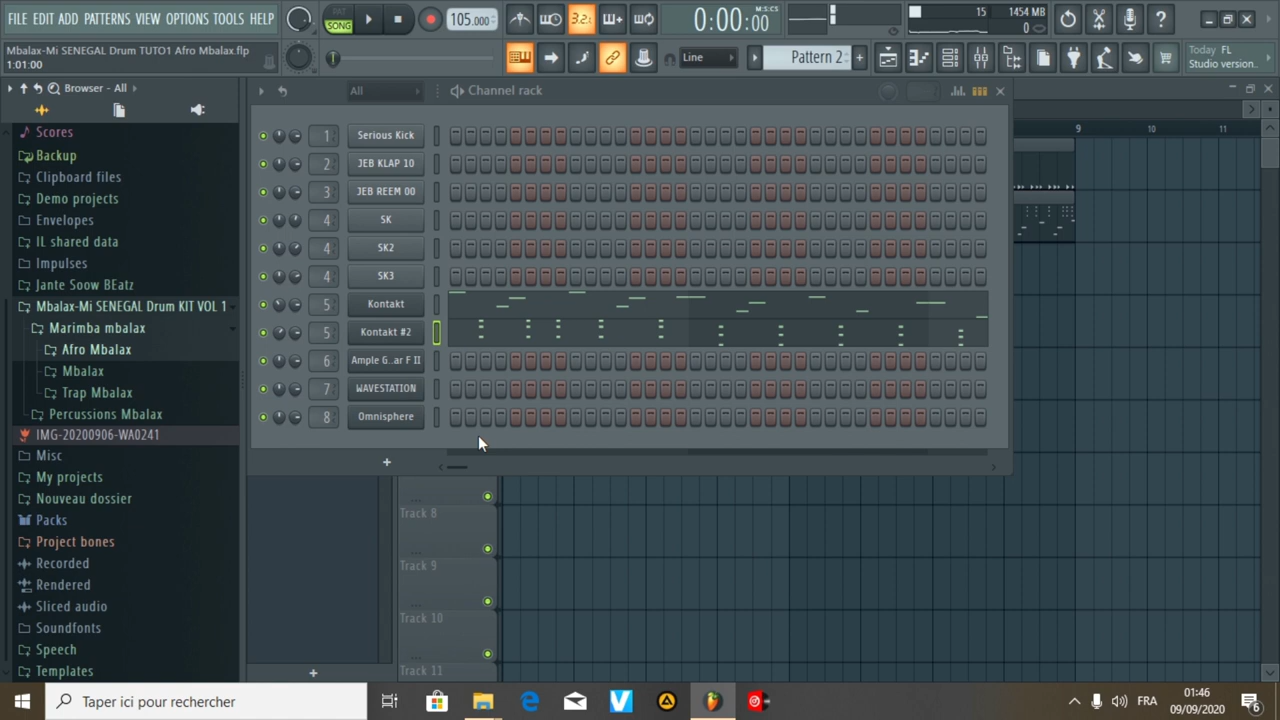 FILE EDIT ADD PATTERNS VIEW OPTIONS TOOLS HELP
PAT
SONG
105.000
3.2.
0:00:00
M:S:CS
15
1454 MB
0
Mbalax-Mi SENEGAL Drum TUTO1 Afro Mbalax.flp
1:01:00
Line
Pattern 2
+
Today FL
Studio version..
Browser - All
All
Channel rack
Scores
Backup
Clipboard files
Demo projects
Envelopes
IL shared data
Impulses
Jante Soow BEatz
Mbalax-Mi SENEGAL Drum KIT VOL 1
Marimba mbalax
Afro Mbalax
Mbalax
Trap Mbalax
Percussions Mbalax
IMG-20200906-WA0241
Misc
My projects
Nouveau dossier
Packs
Project bones
Recorded
Rendered
Sliced audio
Soundfonts
Speech
Templates
1 Serious Kick
2 JEB KLAP 10
3 JEB REEM 00
4 SK
4 SK2
4 SK3
5 Kontakt
5 Kontakt #2
6 Ample G..ar F II
7 WAVESTATION
8 Omnisphere
+
9 10 11
Track 8
Track 9
Track 10
Track 11
+
Taper ici pour rechercher
FRA
01:46
09/09/2020
6